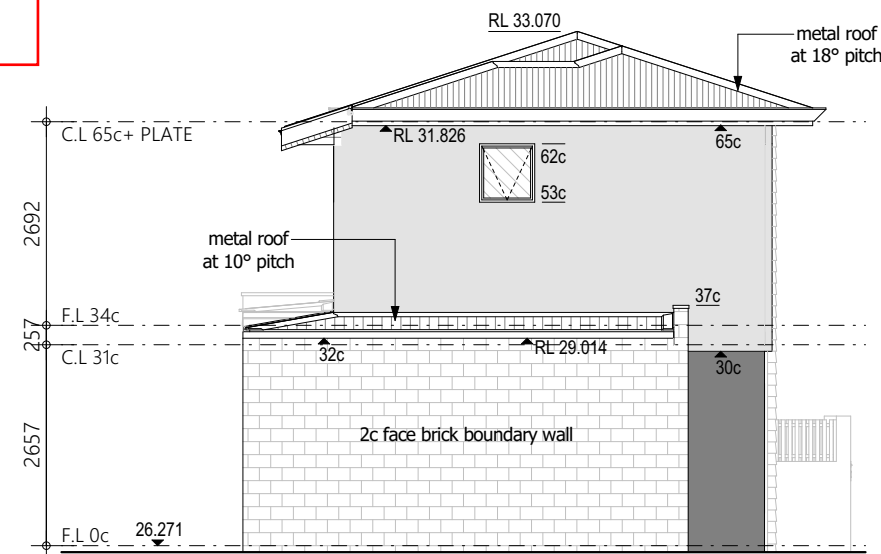 RL 33.070
metal roof
at 18° pitch
C.L 65c+ PLATE
RL 31.826
65c
62c
53c
2692
metal roof
at 10° pitch
37c
F.L 34c
257
C.L 31c
32c
RL 29.014
30c
2657
2c face brick boundary wall
F.L 0c
26.271